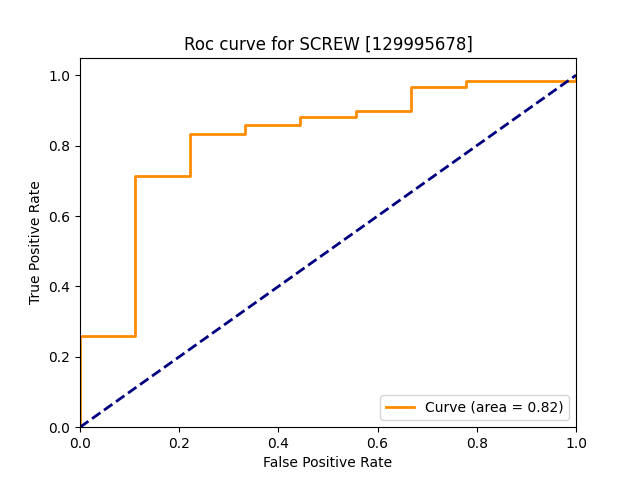 Roc curve for SCREW [129995678]
True Positive Rate
1.0
0.8
0.6
0.4
0.2
0.0
0.0 0.2 0.4 0.6 0.8 1.0
False Positive Rate
Curve (area = 0.82)